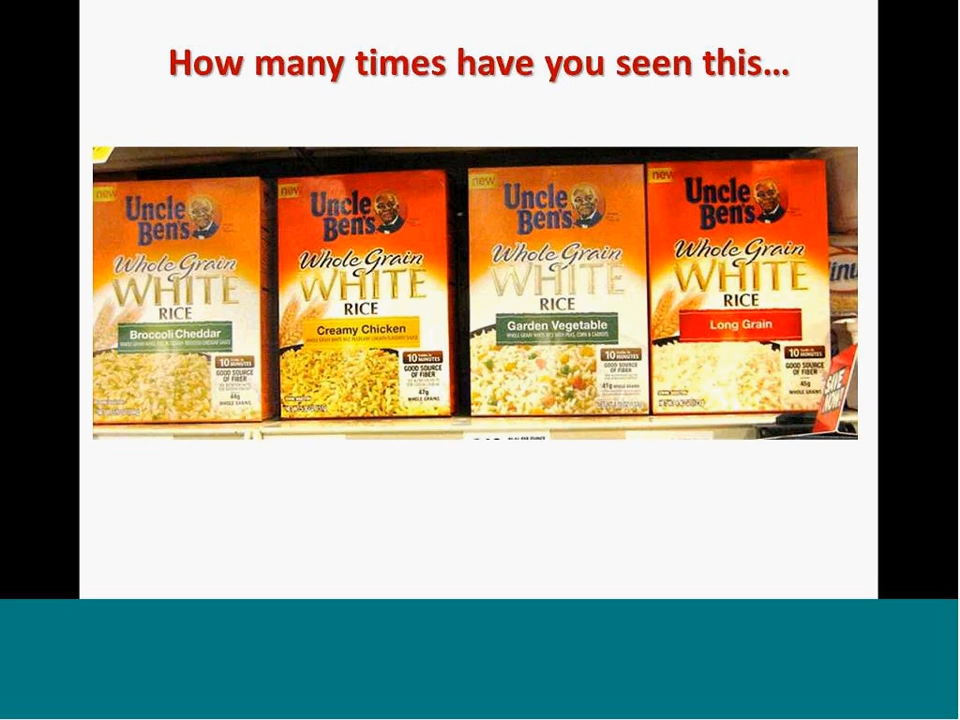 How many times have you seen this...
new
Uncle
Ben's
Whole Grain
WHITE
RICE
Broccoli Cheddar
10 MINUTES
GOOD SOURCE
OF FIBER
44g
WHOLE GRAINS
new
Uncle
Ben's
Whole Grain
WHITE
RICE
Creamy Chicken
10 MINUTES
GOOD SOURCE
OF FIBER
47g
WHOLE GRAINS
new
Uncle
Ben's
Whole Grain
WHITE
RICE
Garden Vegetable
10 MINUTES
GOOD SOURCE
OF FIBER
41g WHOLE GRAINS
new
Uncle
Ben's
Whole Grain
WHITE
RICE
Long Grain
10 MINUTES
GOOD SOURCE
OF FIBER
45g
WHOLE GRAINS